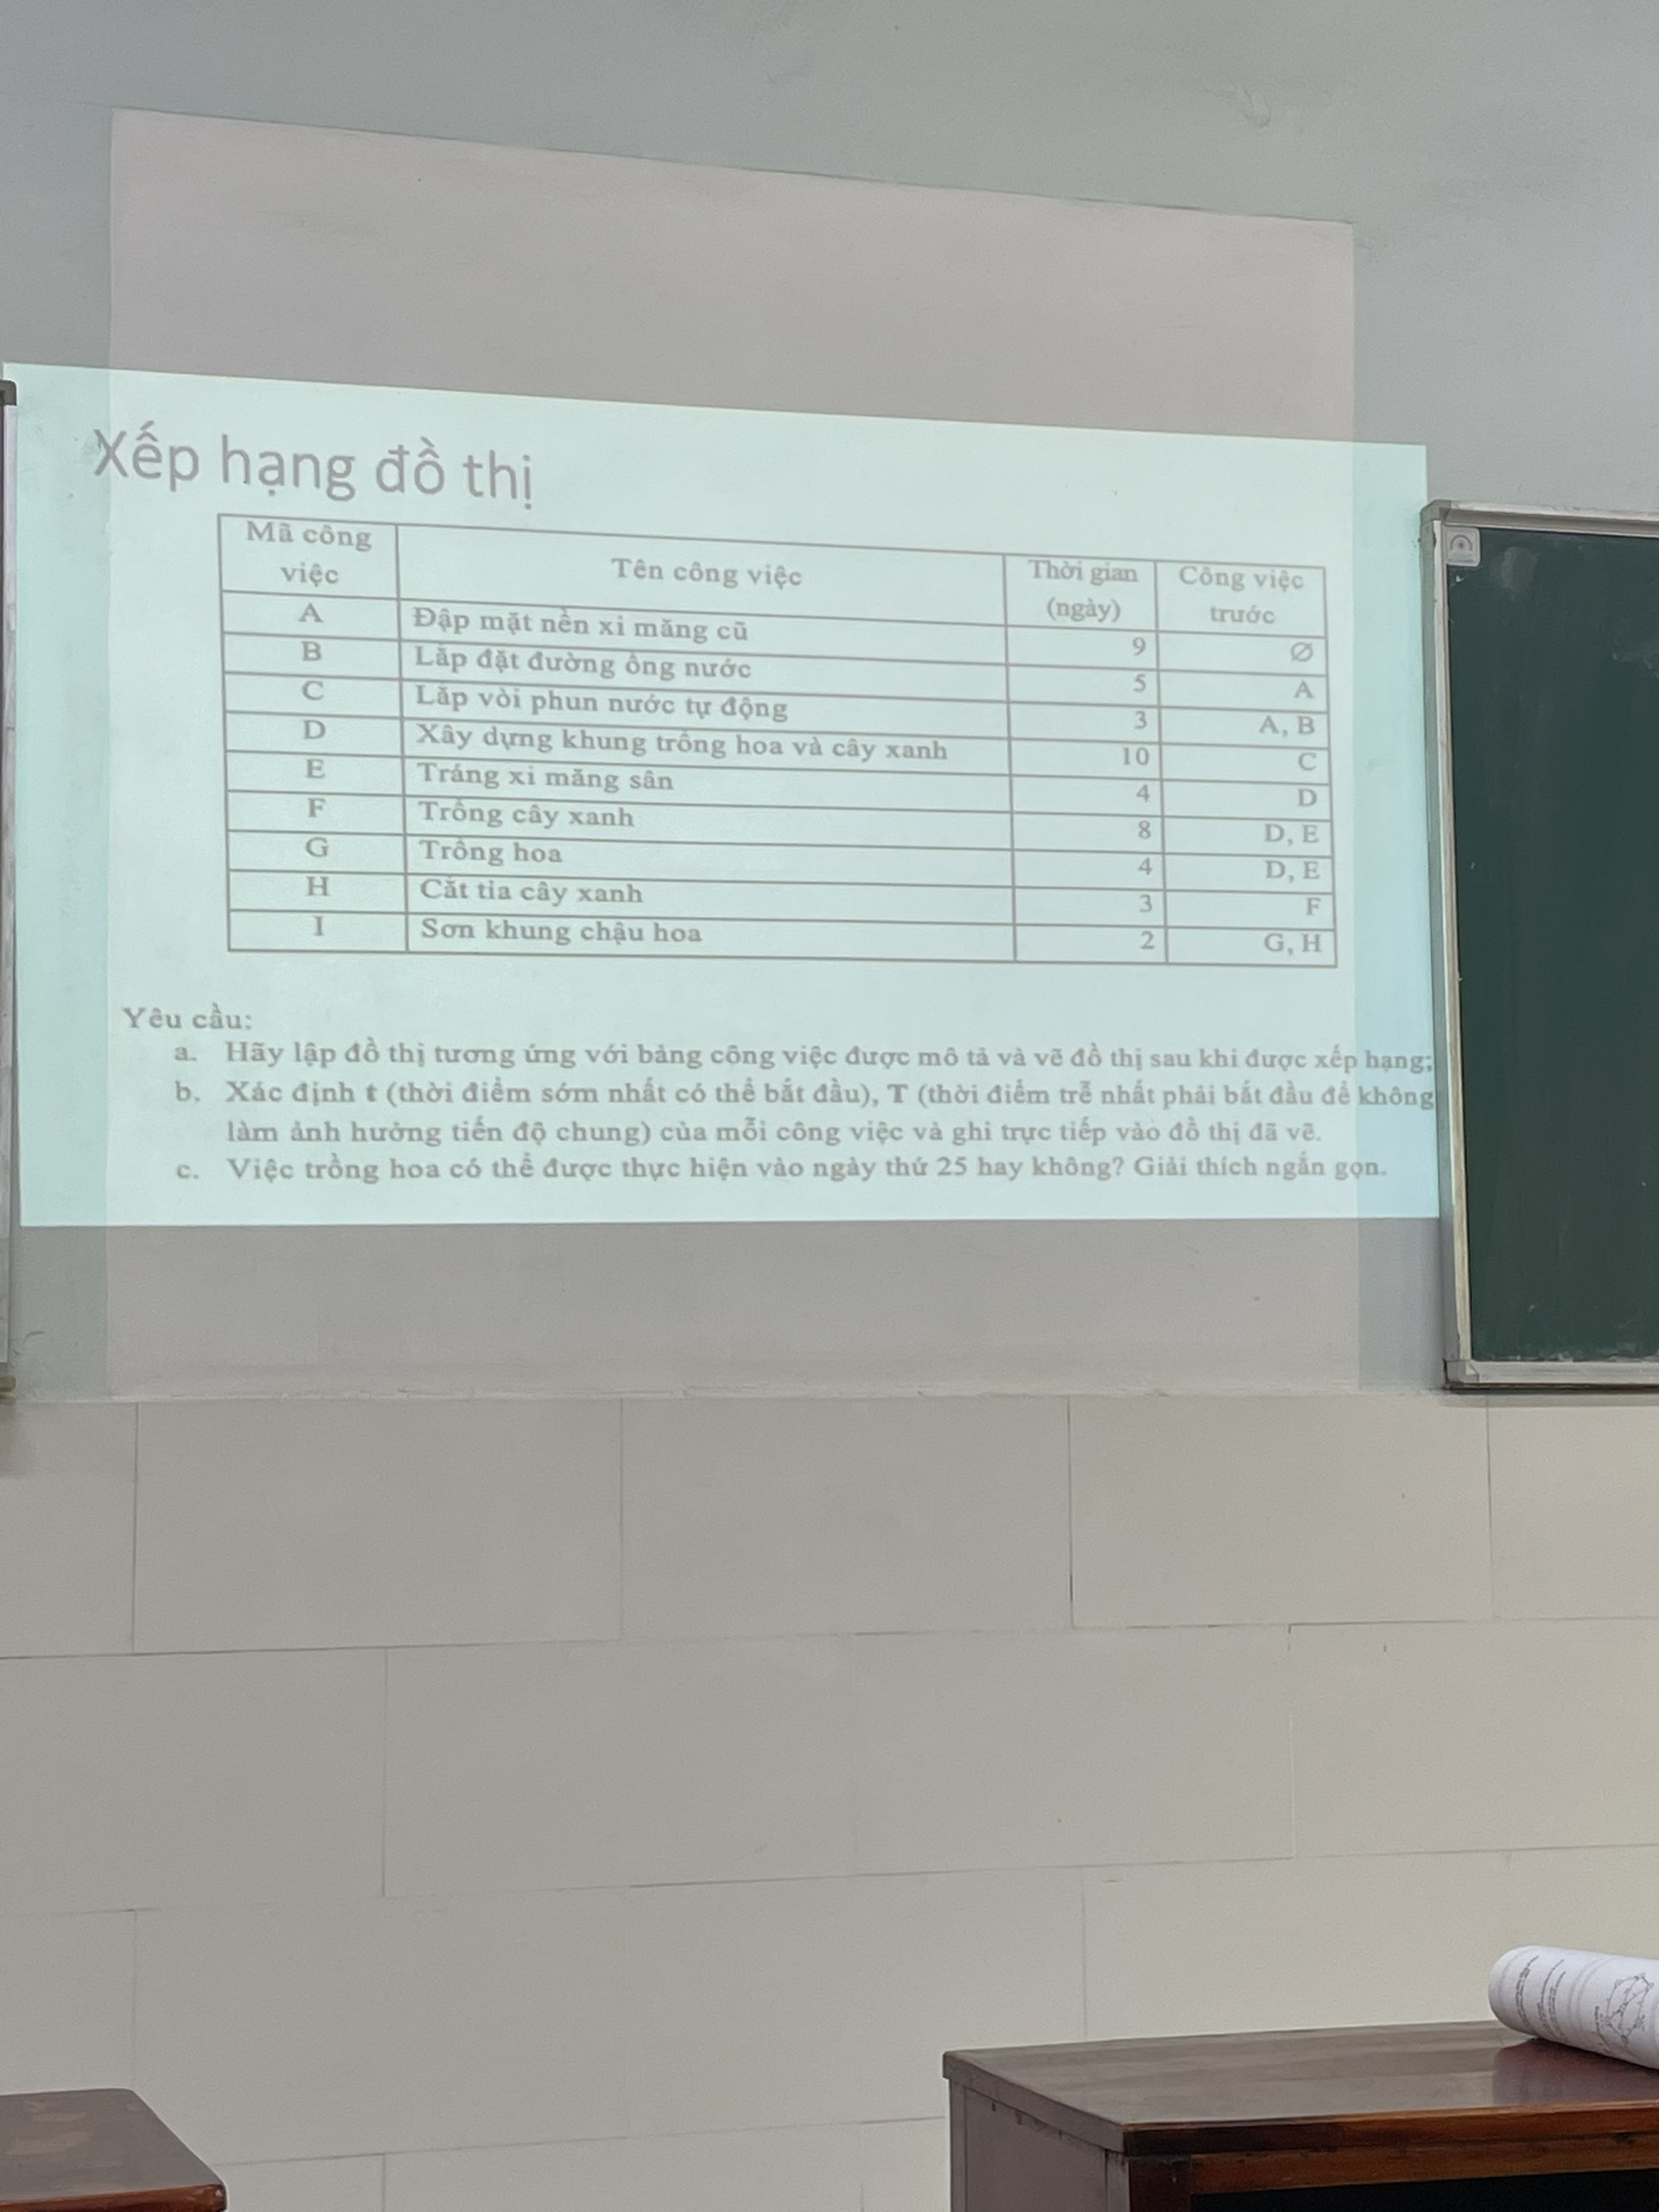 Xếp hạng đồ thị
Mã công việc | Tên công việc | Thời gian (ngày) | Công việc trước
A | Đập mặt nền xi măng cũ | 9 | ∅
B | Lắp đặt đường ống nước | 5 | A
C | Lắp vòi phun nước tự động | 3 | A, B
D | Xây dựng khung trồng hoa và cây xanh | 10 | C
E | Tráng xi măng sân | 4 | D
F | Trồng cây xanh | 8 | D, E
G | Trồng hoa | 4 | D, E
H | Cắt tỉa cây xanh | 3 | F
I | Sơn khung chậu hoa | 2 | G, H
Yêu cầu:
a. Hãy lập đồ thị tương ứng với bảng công việc được mô tả và vẽ đồ thị sau khi được xếp hạng;
b. Xác định t (thời điểm sớm nhất có thể bắt đầu), T (thời điểm trễ nhất phải bắt đầu để không
làm ảnh hưởng tiến độ chung) của mỗi công việc và ghi trực tiếp vào đồ thị đã vẽ.
c. Việc trồng hoa có thể được thực hiện vào ngày thứ 25 hay không? Giải thích ngắn gọn.